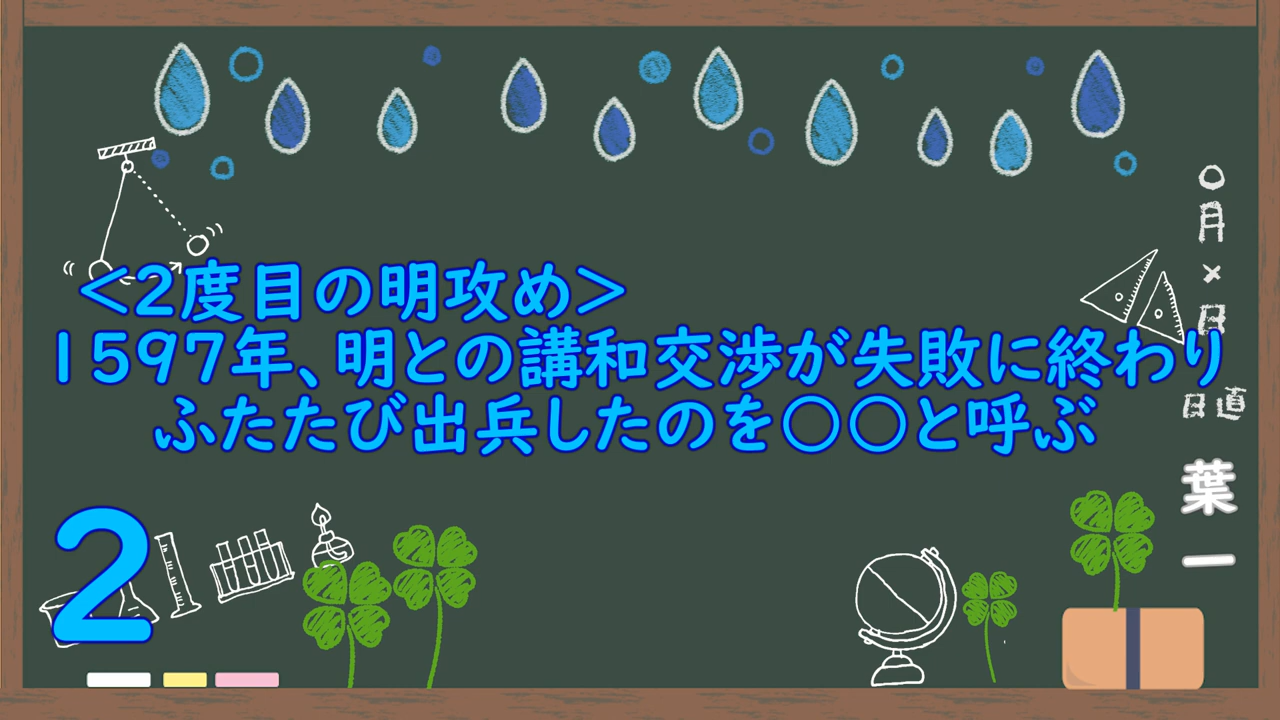 <2度目の明攻め>
1597年、明との講和交渉が失敗に終わり
ふたたび出兵したのを〇〇と呼ぶ
2
〇月×日
日直
葉一